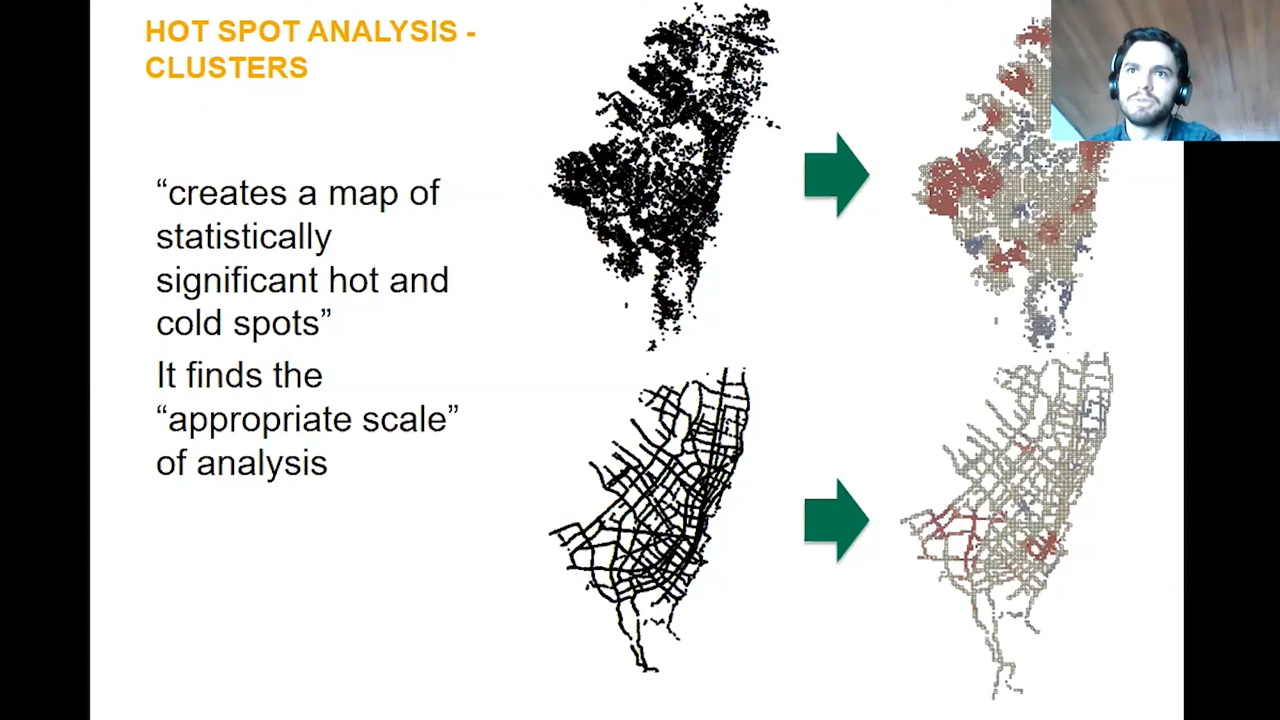 HOT SPOT ANALYSIS -
CLUSTERS
“creates a map of
statistically
significant hot and
cold spots”
It finds the
“appropriate scale”
of analysis